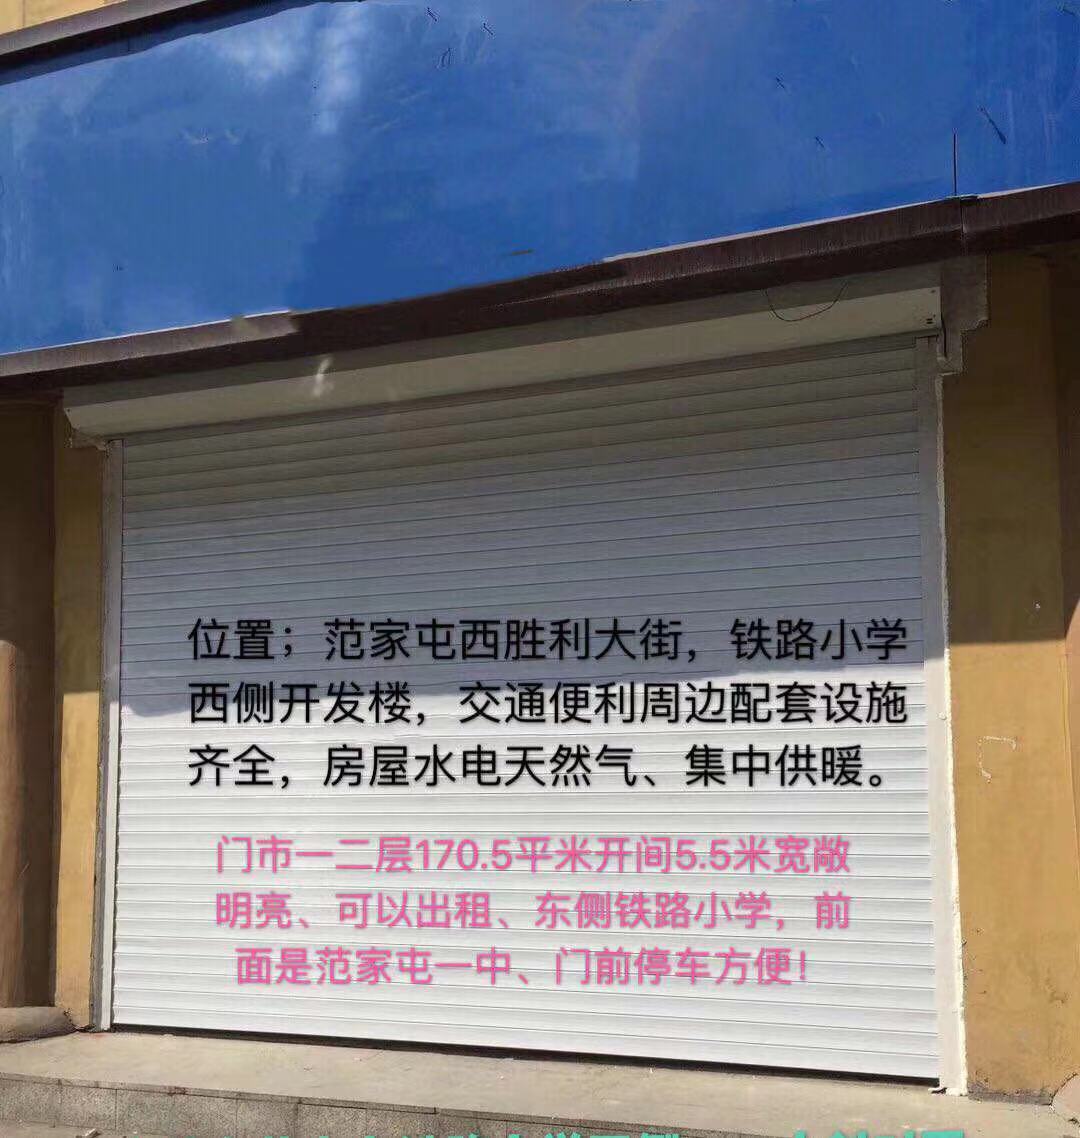 位置；范家屯西胜利大街，铁路小学
西侧开发楼，交通便利周边配套设施
齐全，房屋水电天然气、集中供暖。
门市一二层170.5平米开间5.5米宽敞
明亮、可以出租、东侧铁路小学，前
面是范家屯一中、门前停车方便！